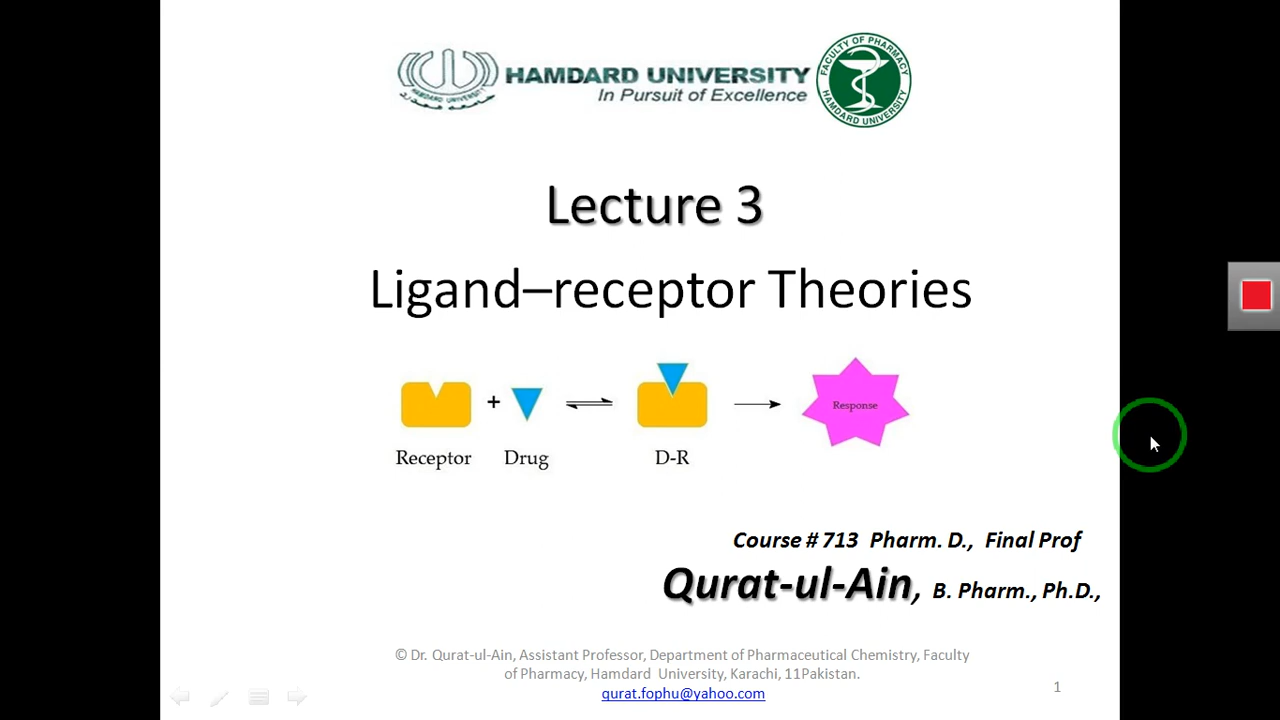 HAMDARD UNIVERSITY
In Pursuit of Excellence
FACULTY OF PHARMACY
HAMDARD UNIVERSITY
HAMDARD UNIVERSITY
Lecture 3
Ligand–receptor Theories
+
Response
Receptor Drug D-R
Course # 713 Pharm. D., Final Prof
Qurat-ul-Ain, B. Pharm., Ph.D.,
© Dr. Qurat-ul-Ain, Assistant Professor, Department of Pharmaceutical Chemistry, Faculty
of Pharmacy, Hamdard University, Karachi, 11Pakistan.
qurat.fophu@yahoo.com
1